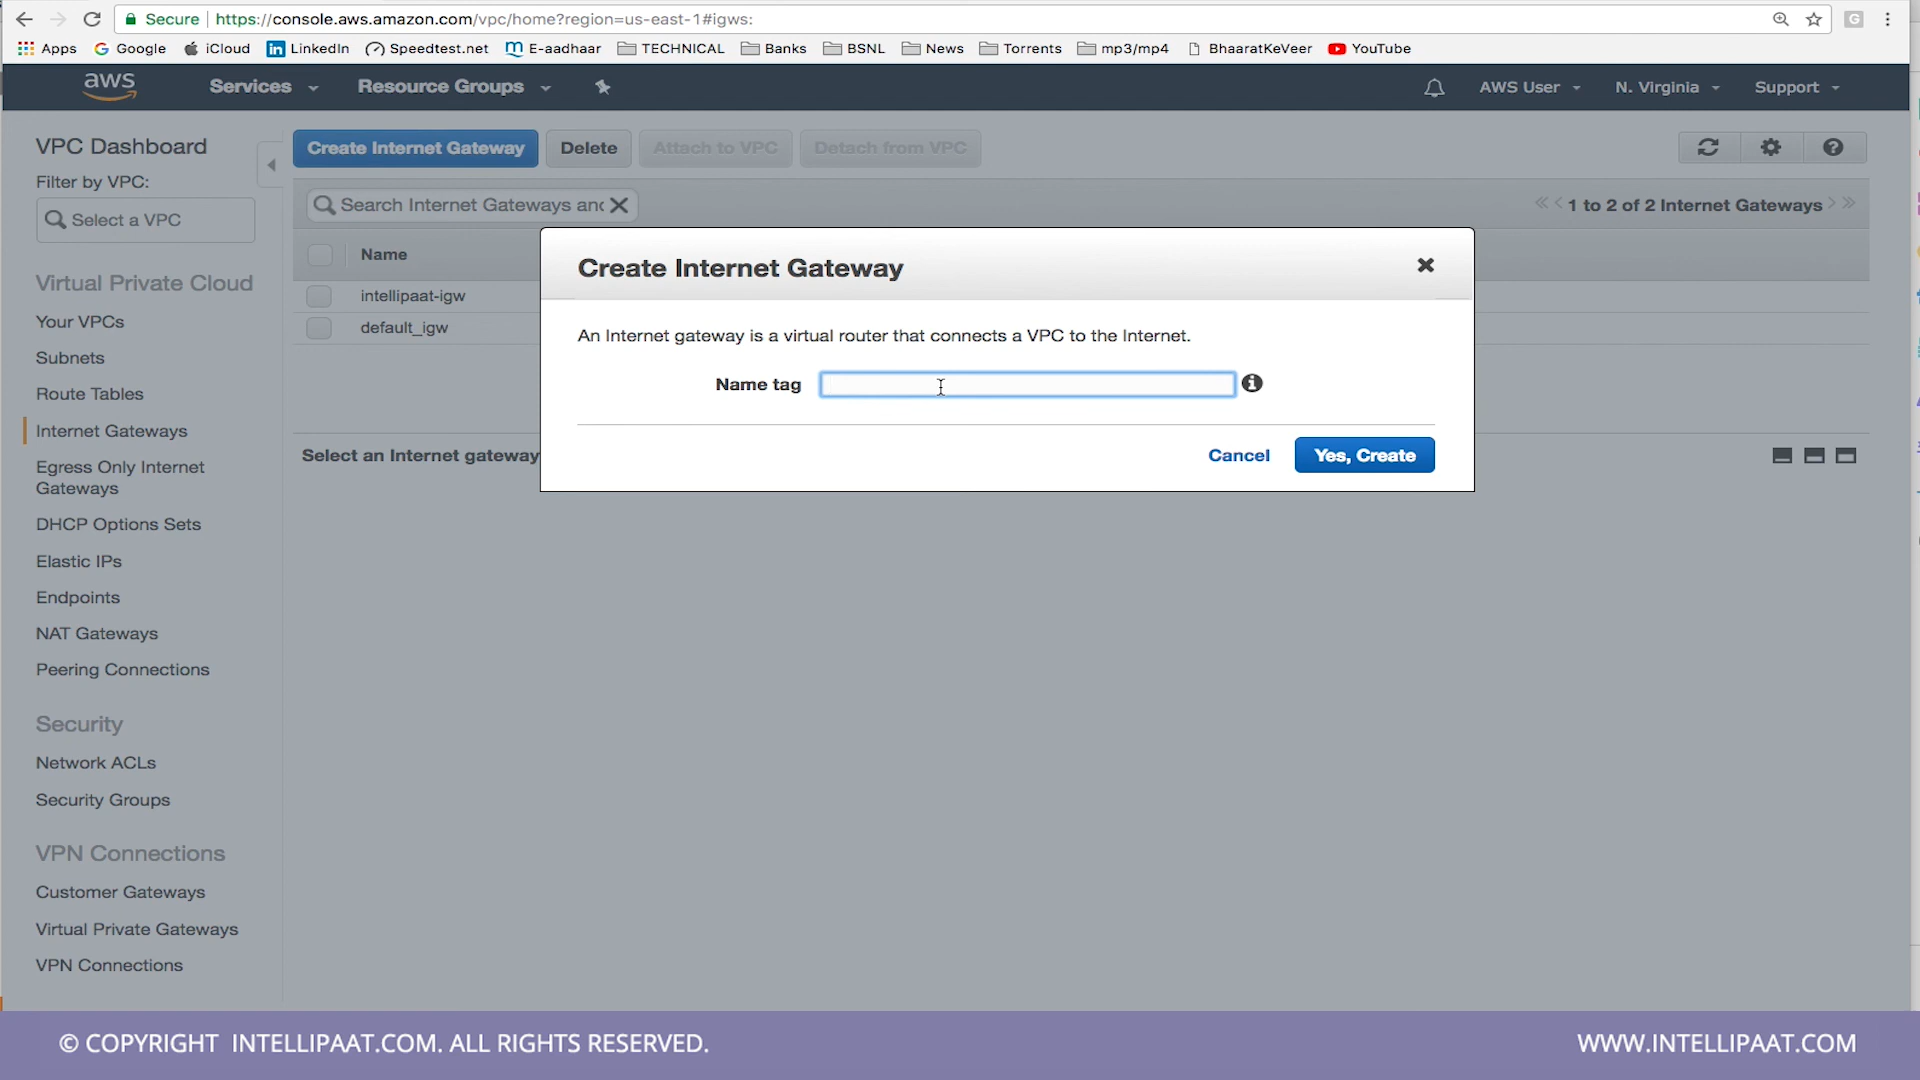 Secure https://console.aws.amazon.com/vpc/home?region=us-east-1#igws:
Apps Google iCloud LinkedIn Speedtest.net E-aadhaar TECHNICAL Banks BSNL News Torrents mp3/mp4 BhaaratKeVeer YouTube
aws Services Resource Groups AWS User N. Virginia Support
VPC Dashboard
Filter by VPC:
Select a VPC
Virtual Private Cloud
Your VPCs
Subnets
Route Tables
Internet Gateways
Egress Only Internet
Gateways
DHCP Options Sets
Elastic IPs
Endpoints
NAT Gateways
Peering Connections
Security
Network ACLs
Security Groups
VPN Connections
Customer Gateways
Virtual Private Gateways
VPN Connections
Create Internet Gateway Delete Attach to VPC Detach from VPC
Search Internet Gateways and 1 to 2 of 2 Internet Gateways
Name
intellipaat-igw
default_igw
Select an Internet gateway
Create Internet Gateway
An Internet gateway is a virtual router that connects a VPC to the Internet.
Name tag
Cancel Yes, Create
© COPYRIGHT INTELLIPAAT.COM. ALL RIGHTS RESERVED. WWW.INTELLIPAAT.COM